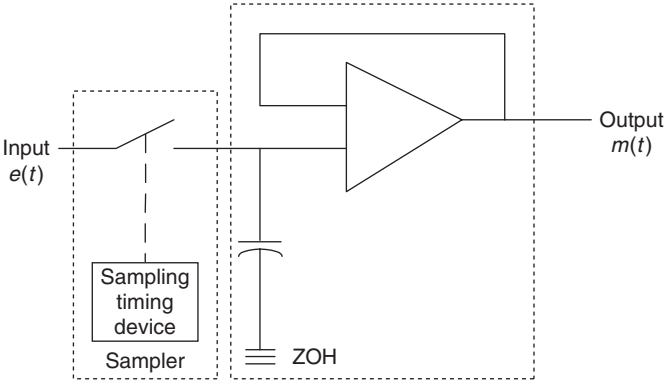 Input
e(t)
Sampling
timing
device
Sampler
ZOH
Output
m(t)